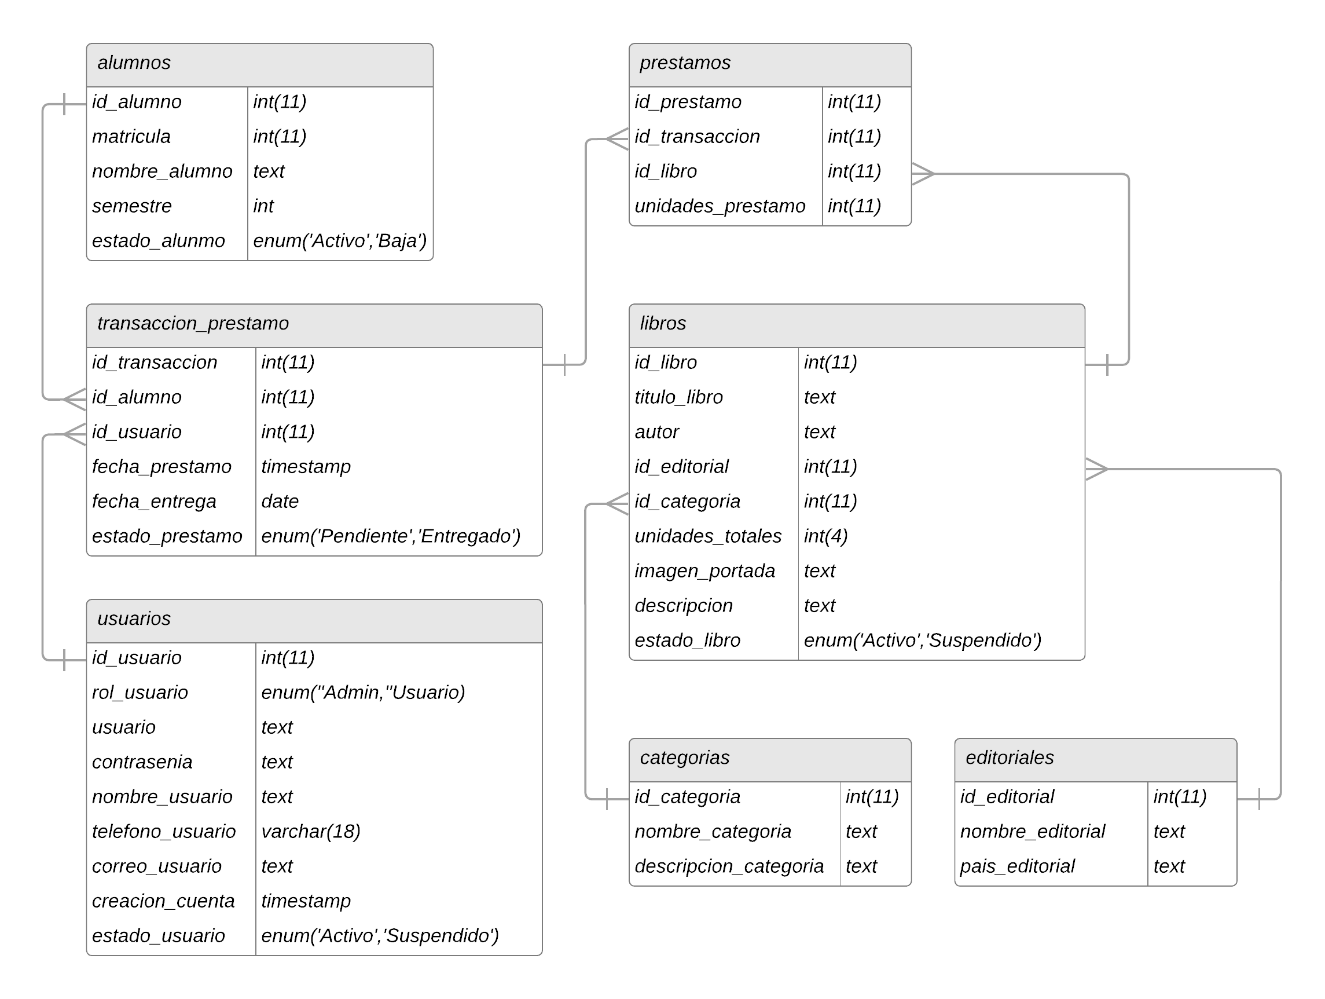 alumnos
id_alumno int(11)
matricula int(11)
nombre_alumno text
semestre int
estado_alunmo enum('Activo','Baja')
transaccion_prestamo
id_transaccion int(11)
id_alumno int(11)
id_usuario int(11)
fecha_prestamo timestamp
fecha_entrega date
estado_prestamo enum('Pendiente','Entregado')
usuarios
id_usuario int(11)
rol_usuario enum(''Admin,''Usuario)
usuario text
contrasenia text
nombre_usuario text
telefono_usuario varchar(18)
correo_usuario text
creacion_cuenta timestamp
estado_usuario enum('Activo','Suspendido')
prestamos
id_prestamo int(11)
id_transaccion int(11)
id_libro int(11)
unidades_prestamo int(11)
libros
id_libro int(11)
titulo_libro text
autor text
id_editorial int(11)
id_categoria int(11)
unidades_totales int(4)
imagen_portada text
descripcion text
estado_libro enum('Activo','Suspendido')
categorias
id_categoria int(11)
nombre_categoria text
descripcion_categoria text
editoriales
id_editorial int(11)
nombre_editorial text
pais_editorial text